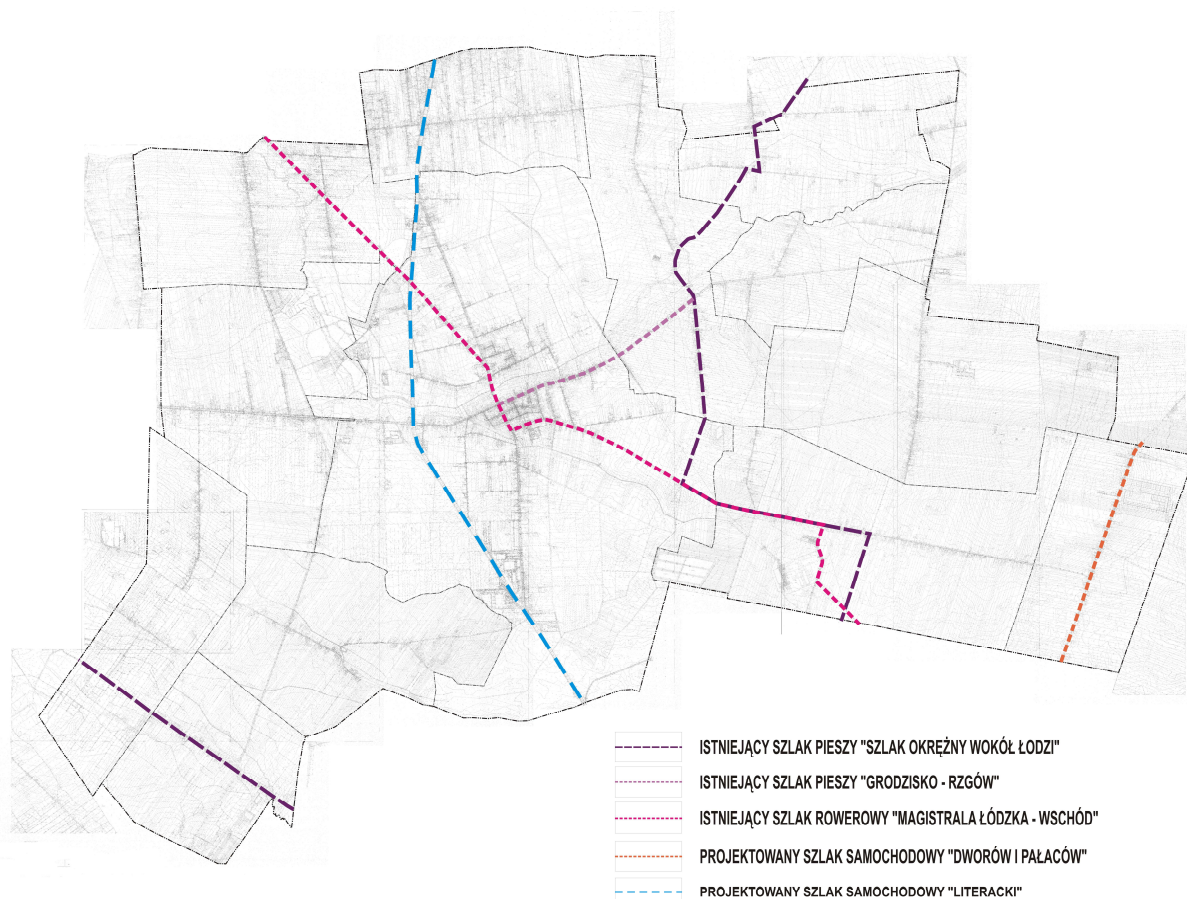 ISTNIEJĄCY SZLAK PIESZY "SZLAK OKRĘŻNY WOKÓŁ ŁODZI"
ISTNIEJĄCY SZLAK PIESZY "GRODZISKO - RZGÓW"
ISTNIEJĄCY SZLAK ROWEROWY "MAGISTRALA ŁÓDZKA - WSCHÓD"
PROJEKTOWANY SZLAK SAMOCHODOWY "DWORÓW I PAŁACÓW"
PROJEKTOWANY SZLAK SAMOCHODOWY "LITERACKI"